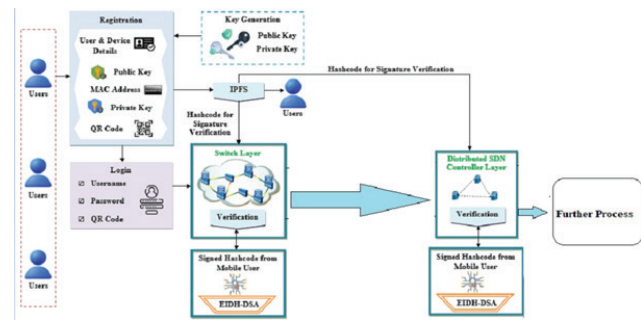 Registration
User & Device
Details
Public Key
MAC Address
Private Key
QR Code
Key Generation
Public Key
Private Key
Users
Users
Users
IPFS
Users
Hashcode for Signature Verification
Hashcode for
Signature
Verification
Login
Username
Password
QR Code
Switch Layer
Verification
Signed Hashcode from
Mobile User
EIDH-DSA
Distributed SDN
Controller Layer
Verification
Signed Hashcode from
Mobile User
EIDH-DSA
Further Process